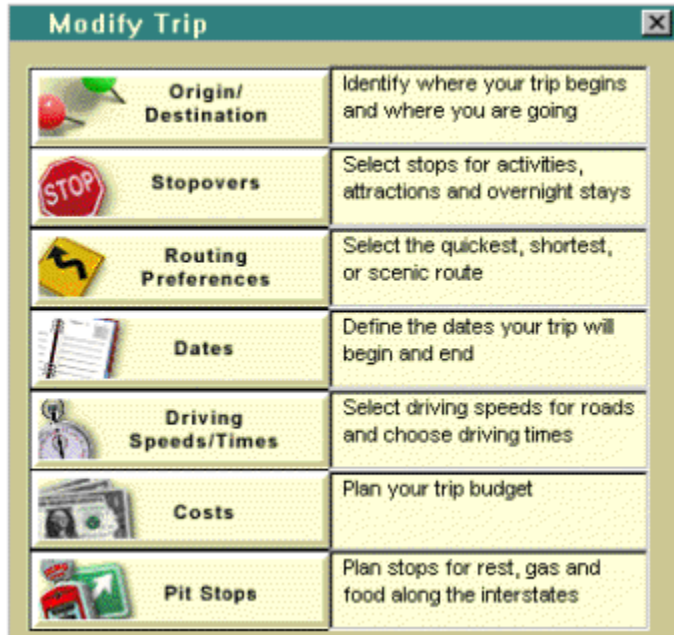 Modify Trip
Origin/
Destination
Identify where your trip begins
and where you are going
STOP
Stopovers
Select stops for activities,
attractions and overnight stays
Routing
Preferences
Select the quickest, shortest,
or scenic route
Dates
Define the dates your trip will
begin and end
Driving
Speeds/Times
Select driving speeds for roads
and choose driving times
Costs
Plan your trip budget
Pit Stops
Plan stops for rest, gas and
food along the interstates